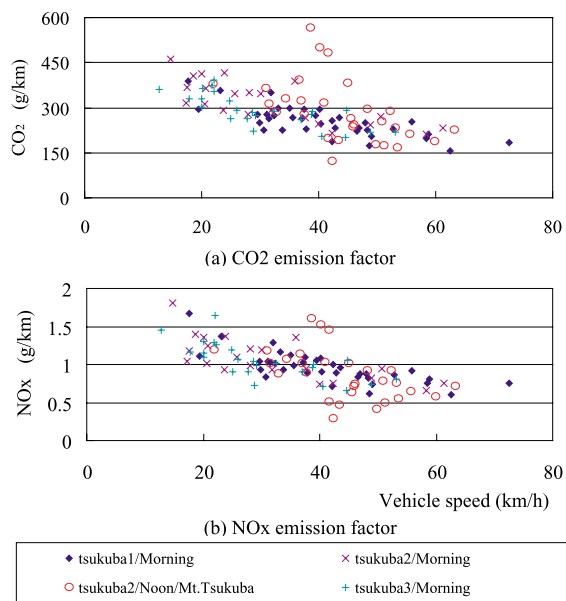 600
450
300
150
0
CO₂ (g/km)
0 20 40 60 80
(a) CO2 emission factor
2
1.5
1
0.5
0
NOx (g/km)
0 20 40 60 80
Vehicle speed (km/h)
(b) NOx emission factor
tsukuba1/Morning tsukuba2/Morning
tsukuba2/Noon/Mt.Tsukuba tsukuba3/Morning